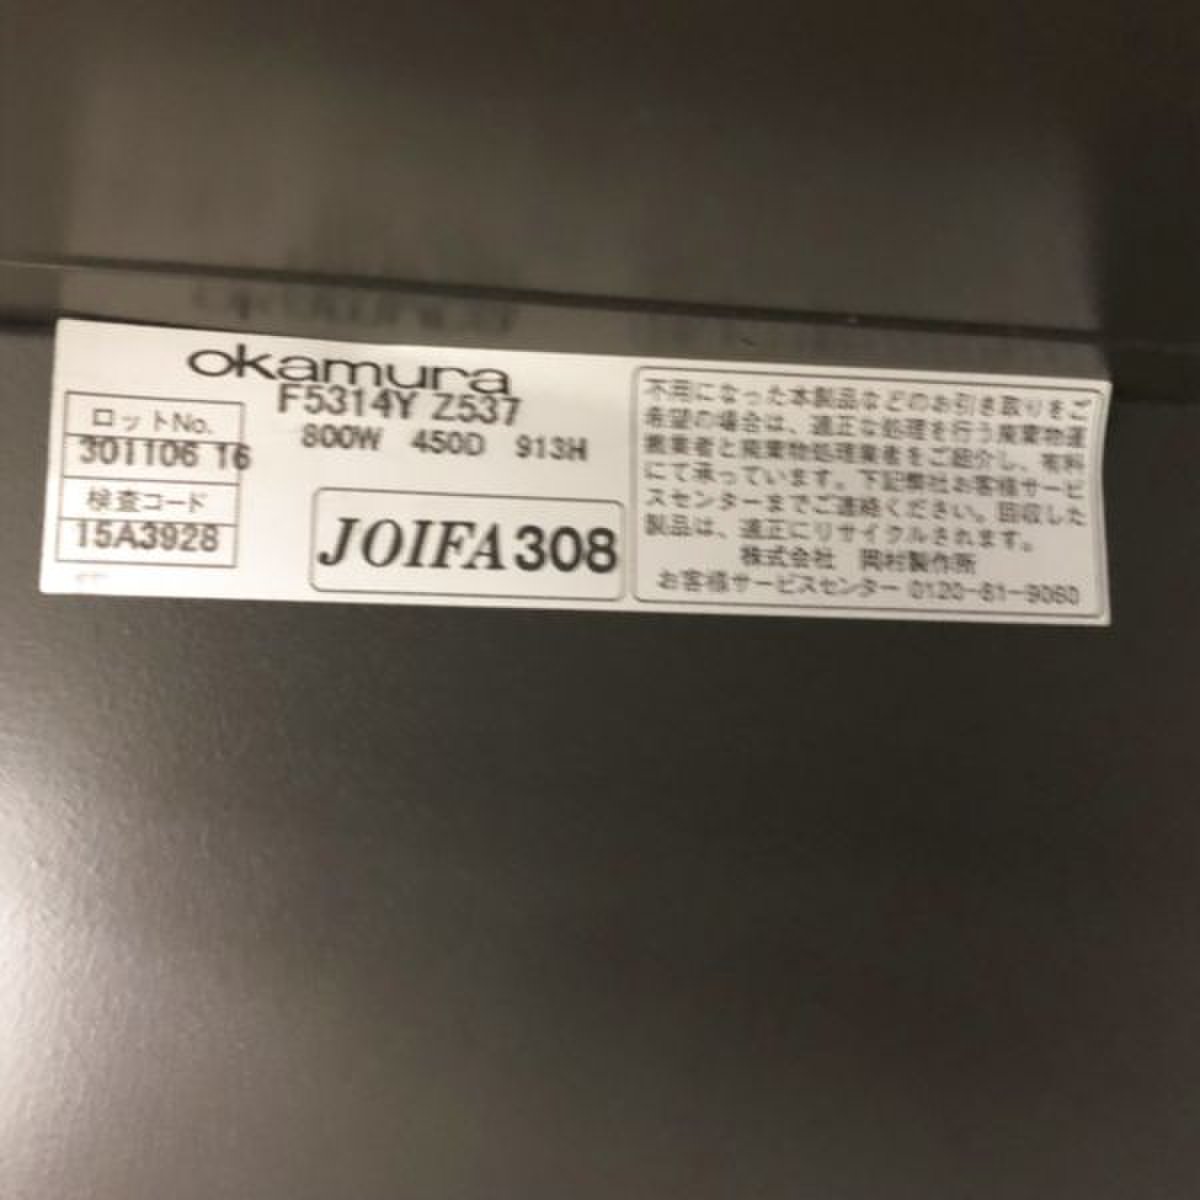 okamura
F5314Y Z537
800W 450D 913H
ロットNo.
301106 16
検査コード
15A3928
JOIFA308
不用になった本製品などのお引き取りをご
希望の場合は、適正な処理を行う廃棄物運
搬業者と廃棄物処理業者をご紹介し、有料
にて承っています。下記弊社お客様サービ
スセンターまでご連絡ください。回収した
製品は、適正にリサイクルされます。
株式会社 岡村製作所
お客様サービスセンター 0120-81-9060